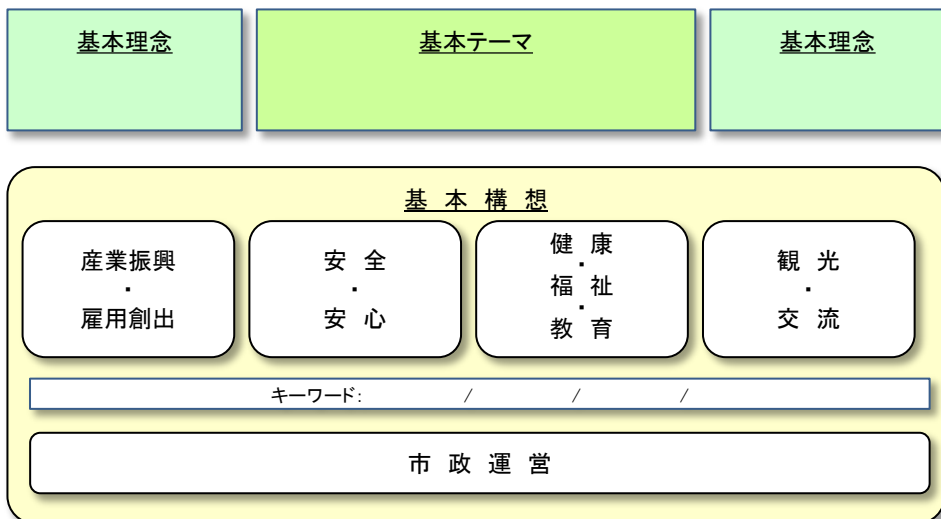 基本理念
基本テーマ
基本理念
基 本 構 想
産業振興
・
雇用創出
安 全
・
安 心
健 康
・
福 祉
・
教 育
観 光
・
交 流
キーワード: / / /
市 政 運 営